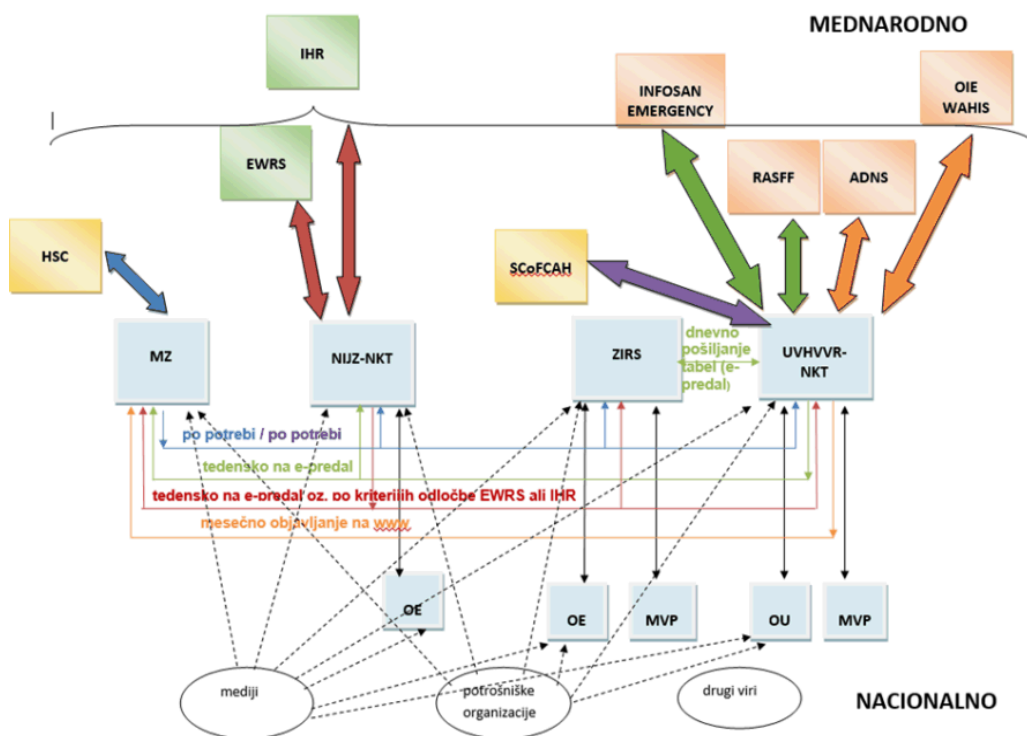 MEDNARODNO
IHR
INFOSAN
EMERGENCY
OIE
WAHIS
EWRS
RASFF
ADNS
HSC
SCoFCAH
MZ
NIJZ-NKT
ZIRS
dnevno
pošiljanje
tabel (e-
predal)
UVHVVR-
NKT
po potrebi / po potrebi
tedensko na e-predal
tedensko na e-predal oz. po kriterijih odločbe EWRS ali IHR
mesečno objavljanje na www
OE
OE
MVP
OU
MVP
mediji
potrošniške
organizacije
drugi viri
NACIONALNO